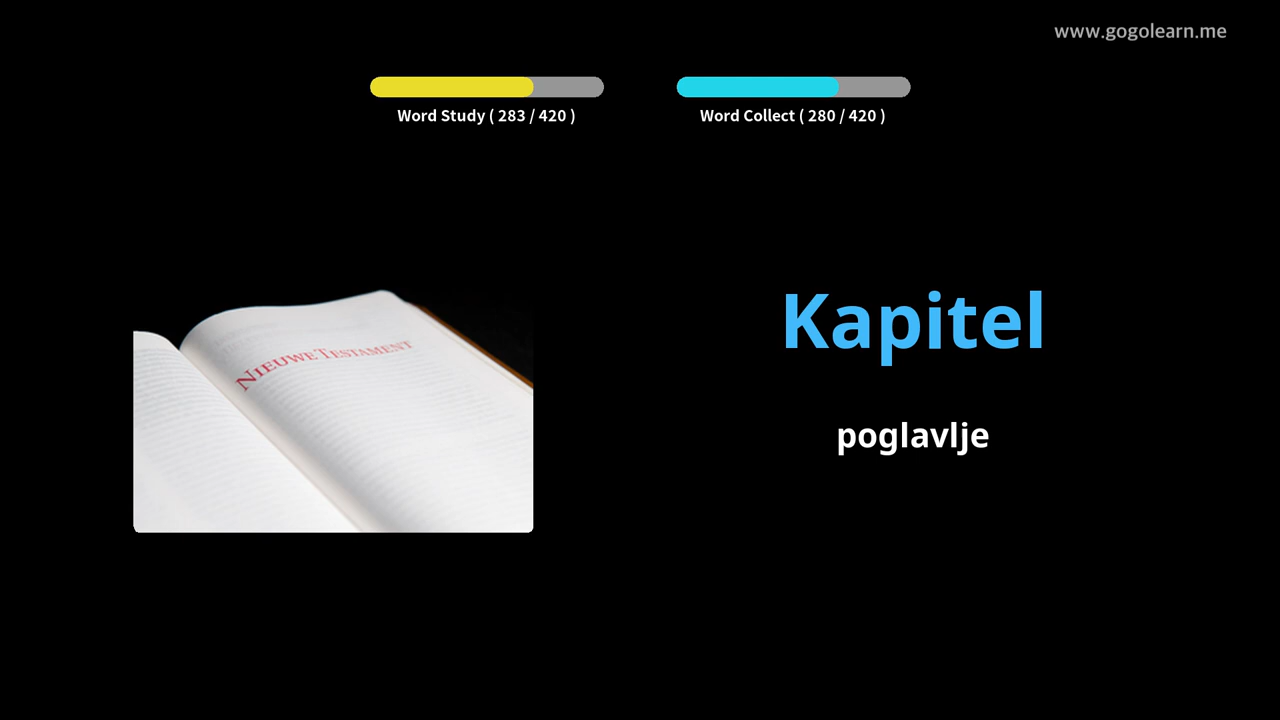 www.gogolearn.me
Word Study ( 283 / 420 )
Word Collect ( 280 / 420 )
NIEUWE TESTAMENT
Kapitel
poglavlje